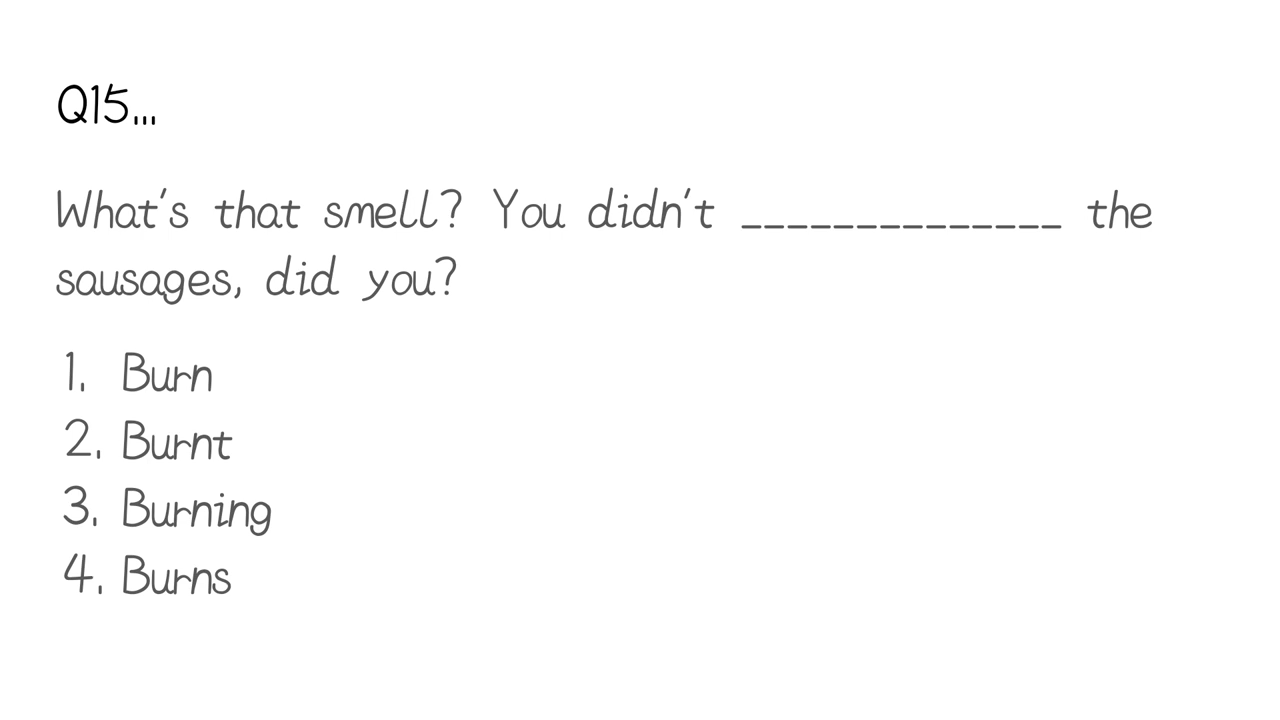 Q15...
What's that smell? You didn't ______________ the
sausages, did you?
1. Burn
2. Burnt
3. Burning
4. Burns